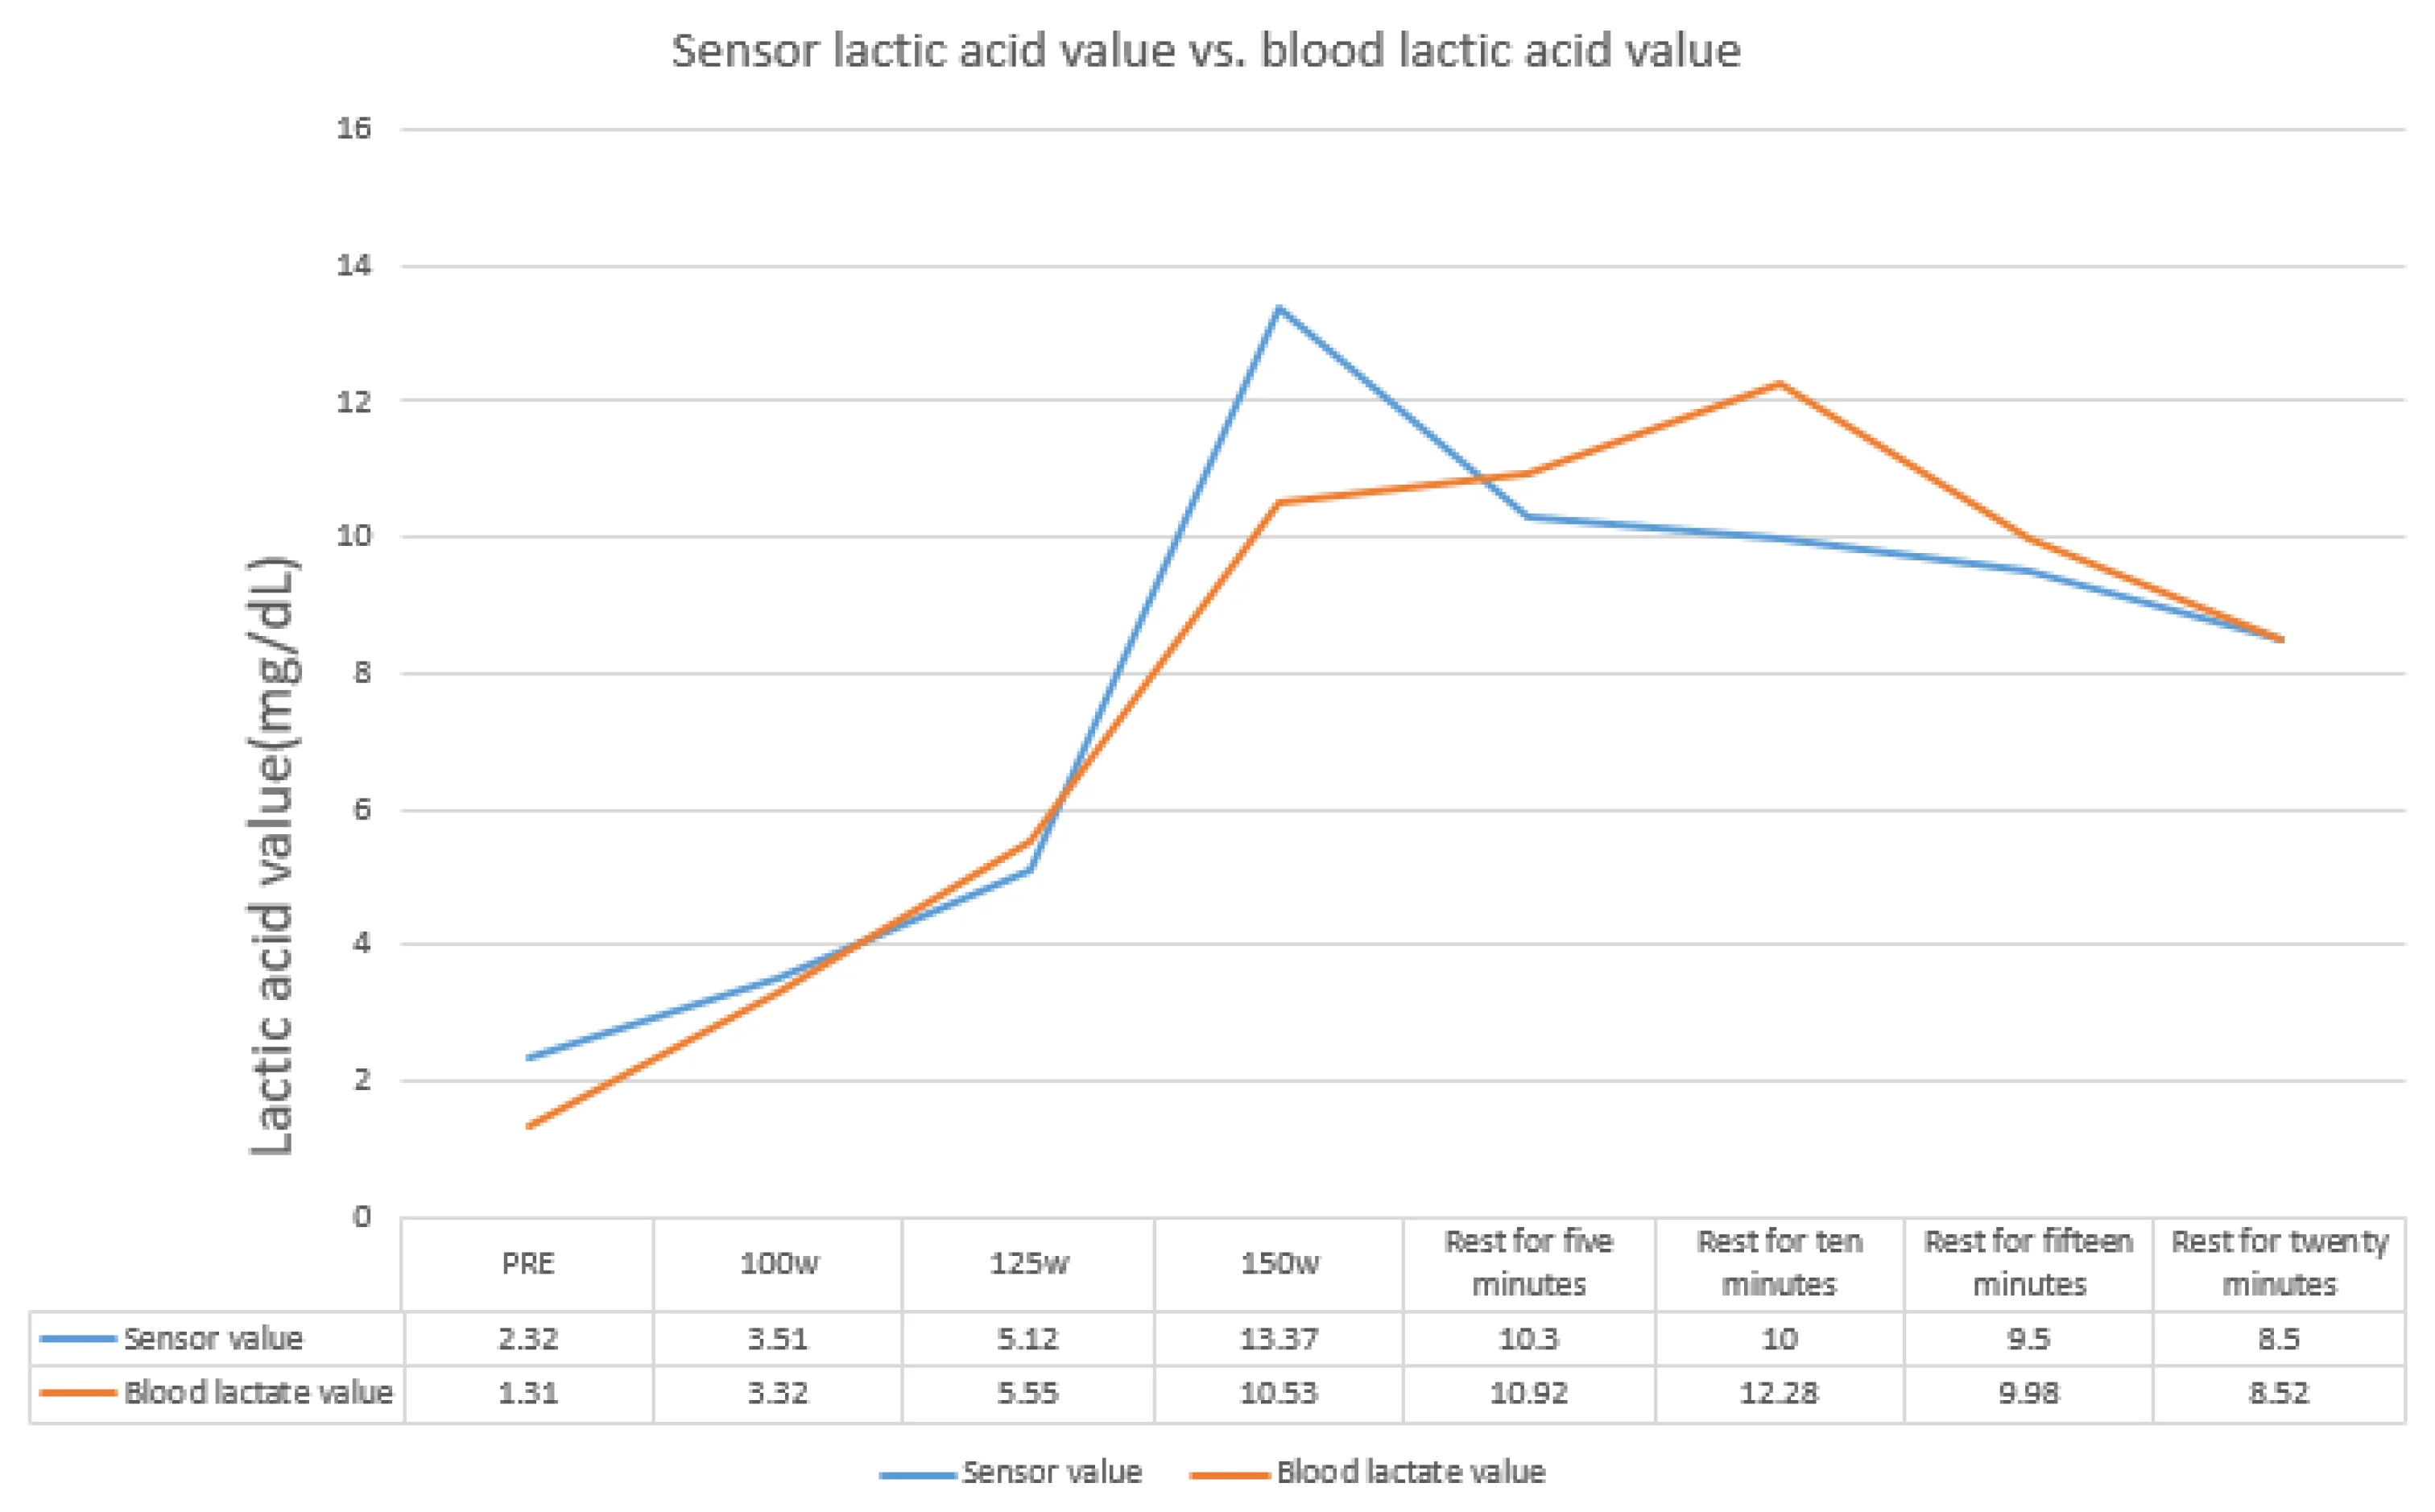 Sensor lactic acid value vs. blood lactic acid value
16
14
12
10
8
6
4
2
0
Lactic acid value(mg/dL)
PRE 100w 125w 150w Rest for five minutes Rest for ten minutes Rest for fifteen minutes Rest for twenty minutes
Sensor value 2.32 3.51 5.12 13.37 10.3 10 9.5 8.5
Blood lactate value 1.31 3.32 5.55 10.53 10.92 12.28 9.98 8.52
Sensor value Blood lactate value